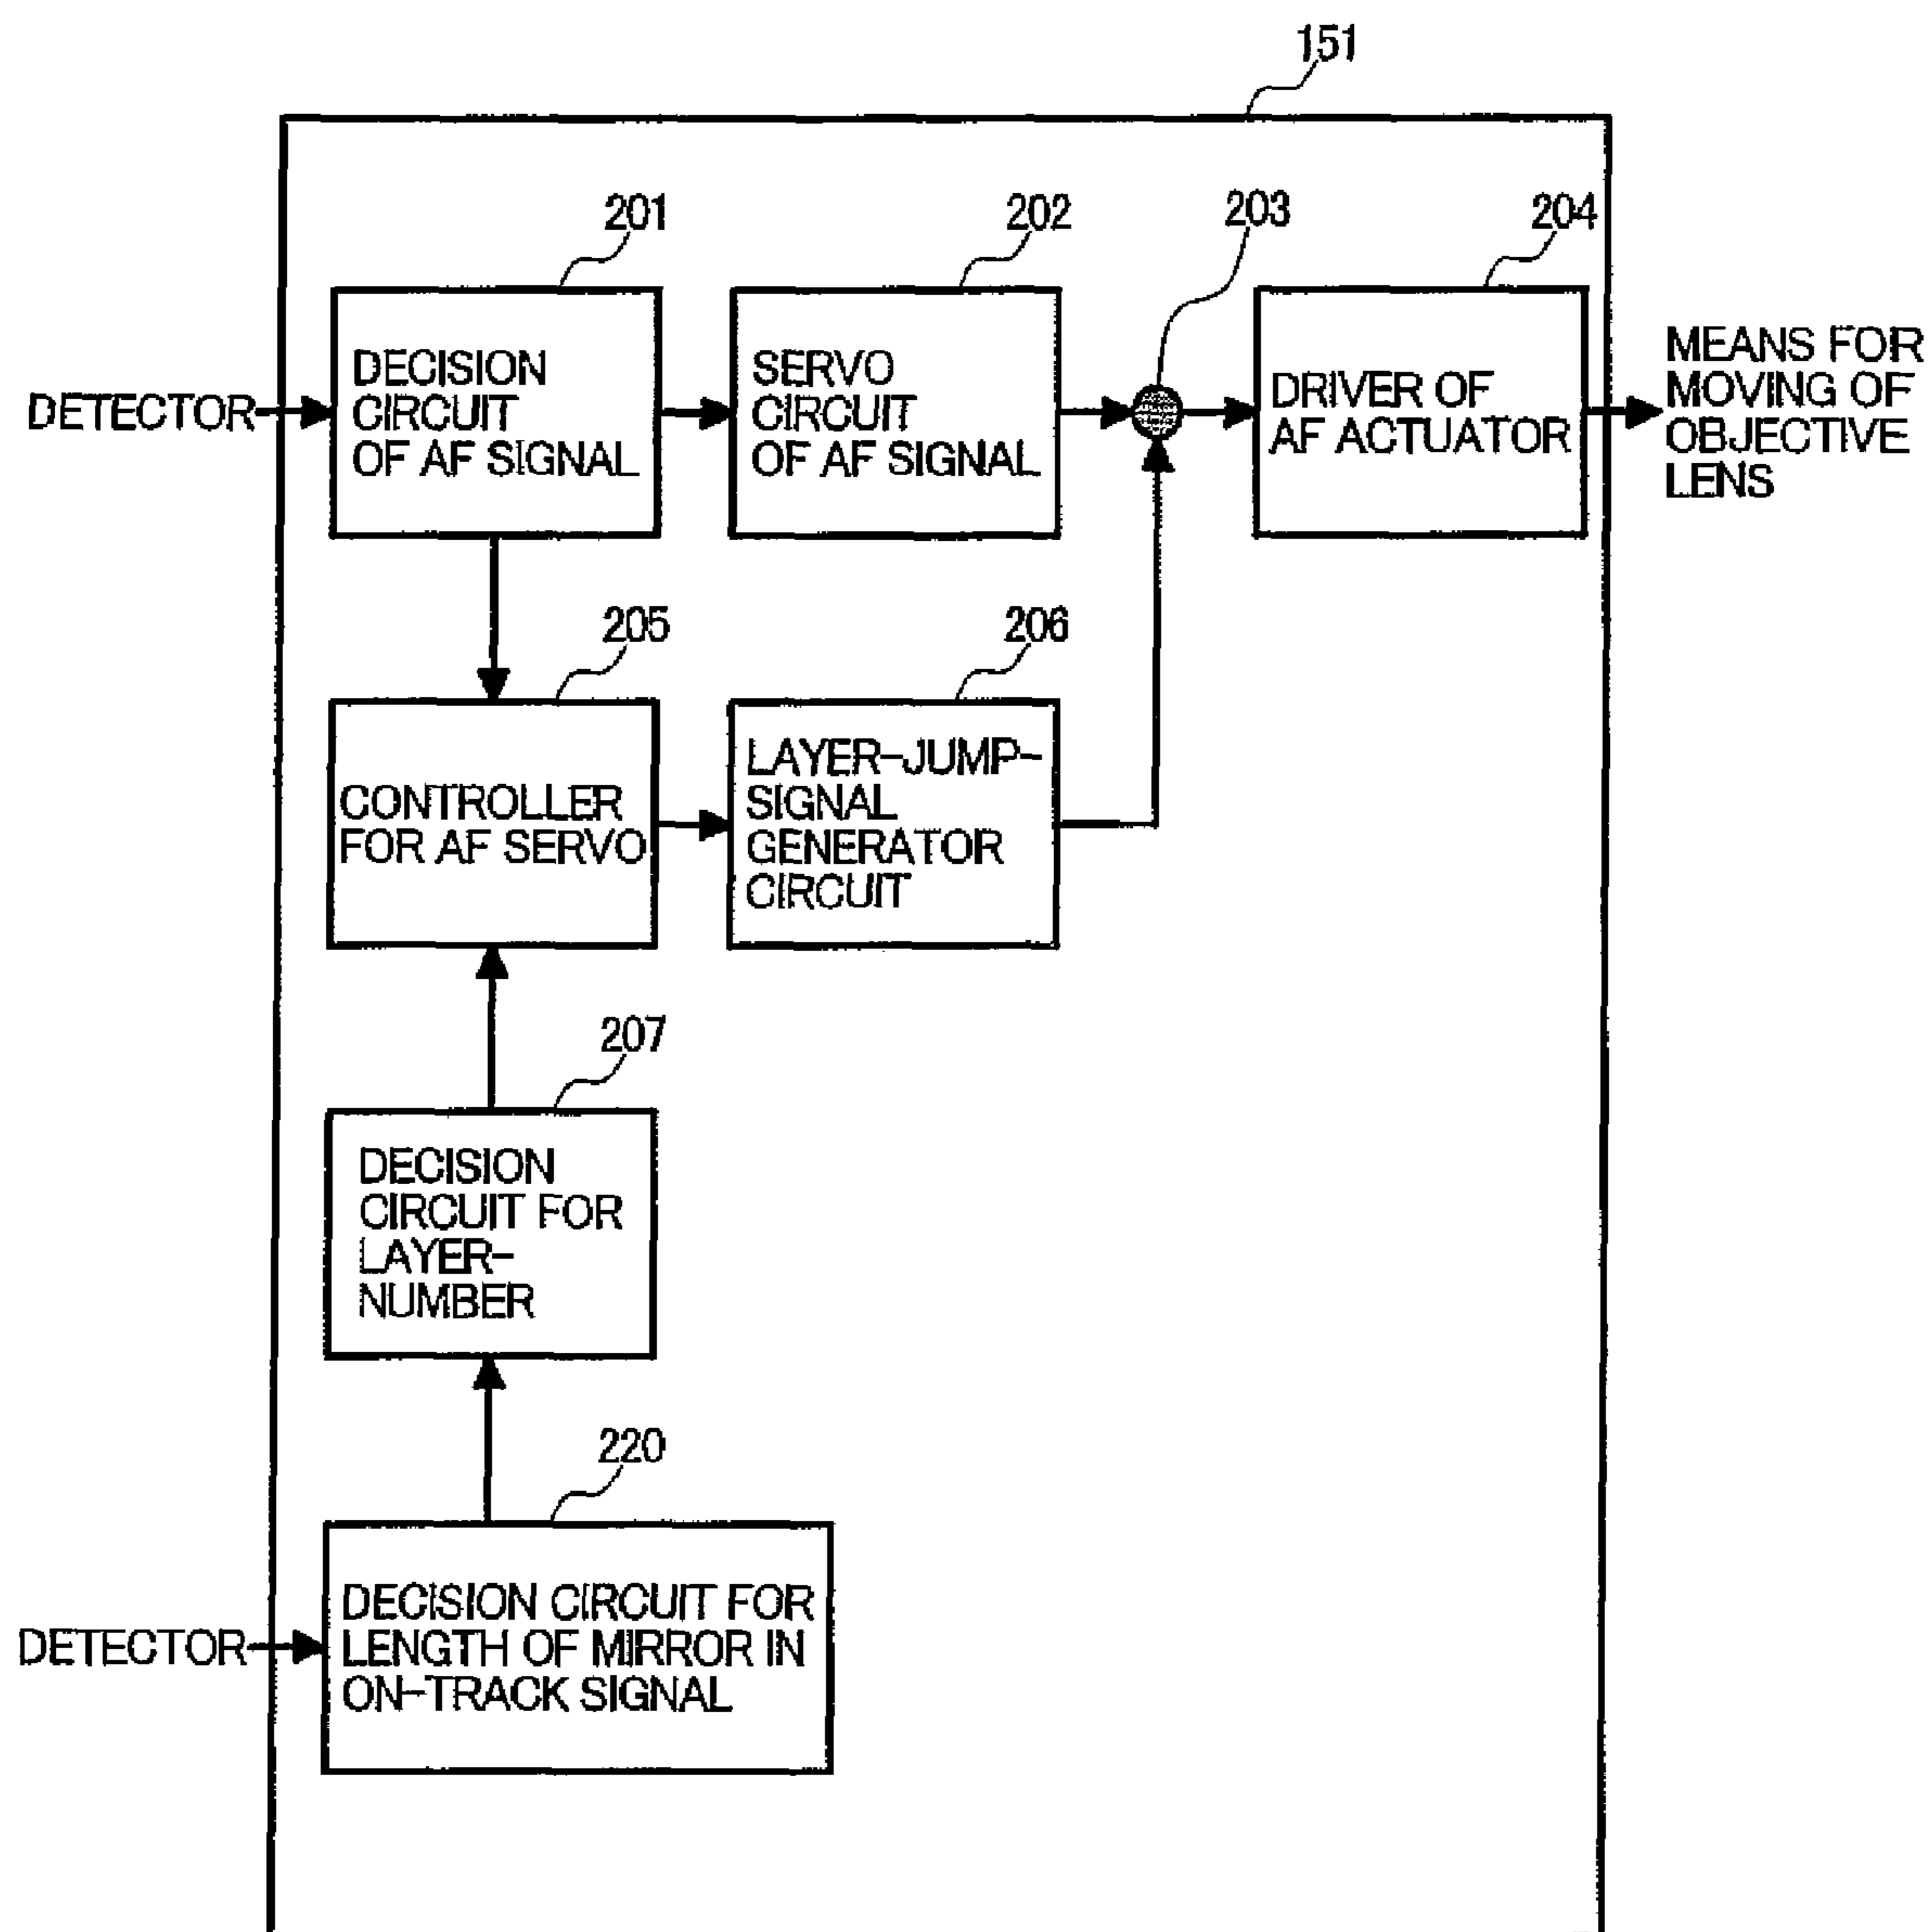 151
201
202
203
204
DETECTOR
DECISION
CIRCUIT
OF AF SIGNAL
SERVO
CIRCUIT
OF AF SIGNAL
DRIVER OF
AF ACTUATOR
MEANS FOR
MOVING OF
OBJECTIVE
LENS
205
206
CONTROLLER
FOR AF SERVO
LAYER-JUMP-
SIGNAL
GENERATOR
CIRCUIT
207
DECISION
CIRCUIT FOR
LAYER-
NUMBER
220
DETECTOR
DECISION CIRCUIT FOR
LENGTH OF MIRROR IN
ON-TRACK SIGNAL